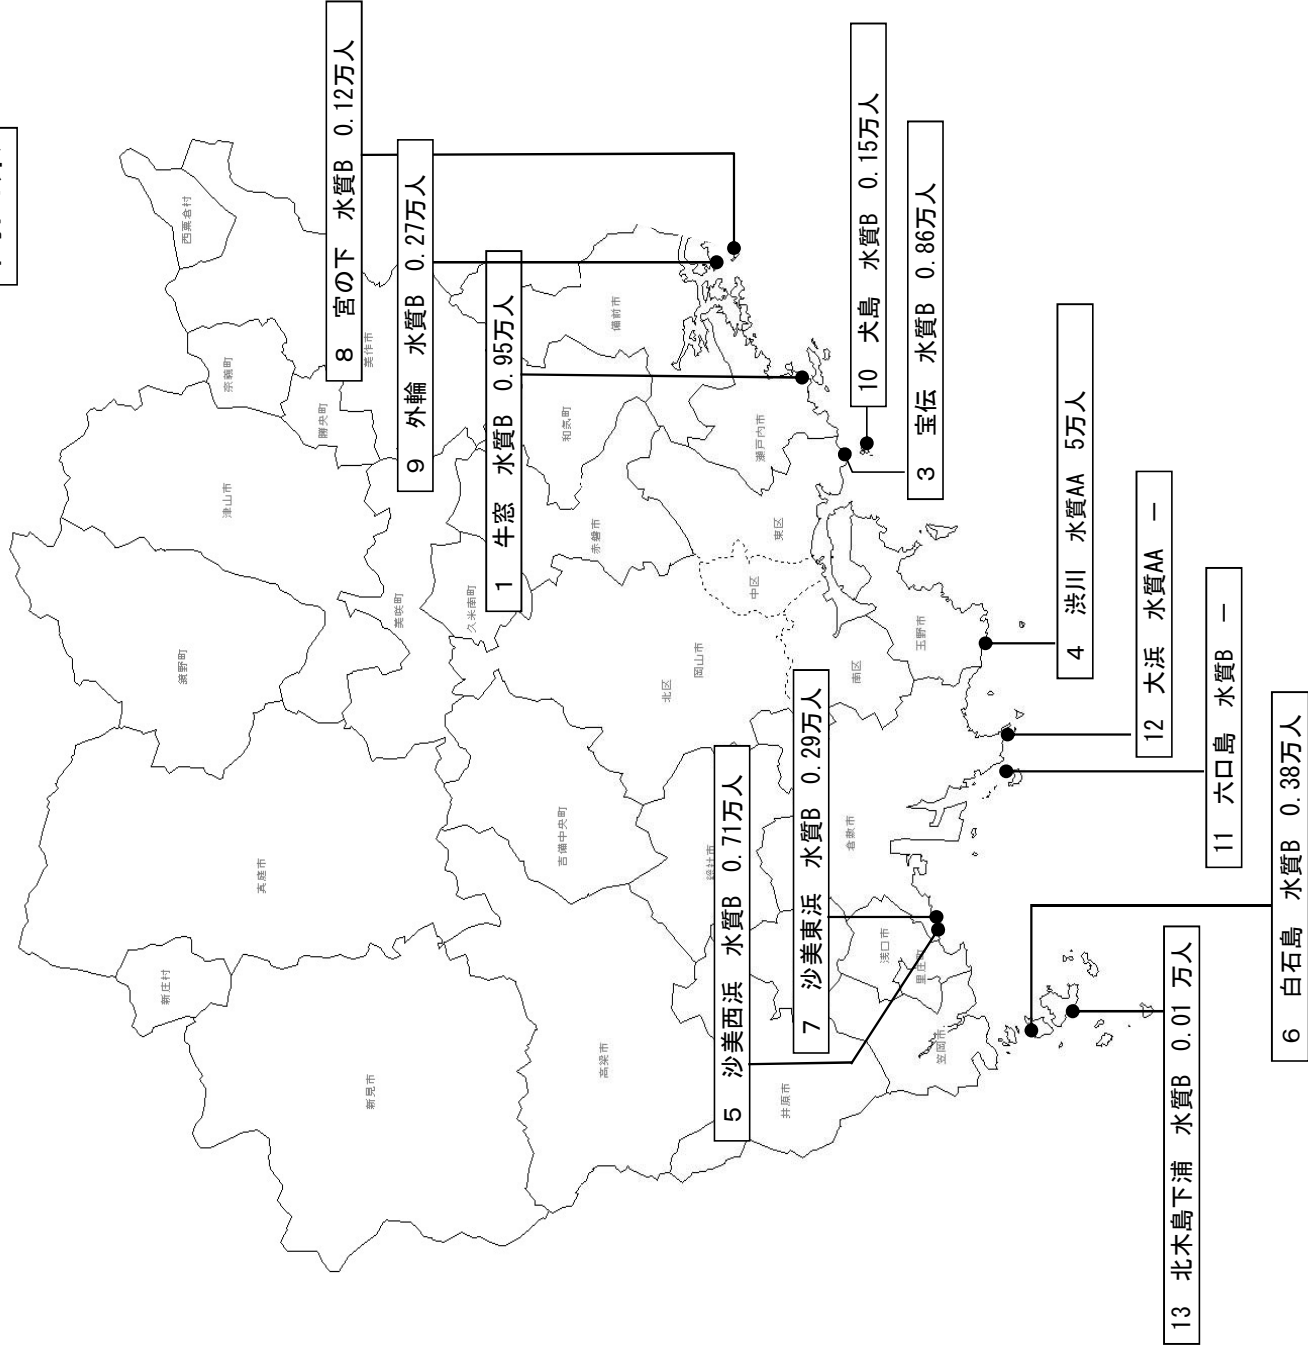 8 宮の下 水質B 0.12万人
9 外輪 水質B 0.27万人
1 牛窓 水質B 0.95万人
10 犬島 水質B 0.15万人
3 宝伝 水質B 0.86万人
4 渋川 水質AA 5万人
12 大浜 水質AA －
11 六口島 水質B －
6 白石島 水質B 0.38万人
13 北木島下浦 水質B 0.01 万人
7 沙美東浜 水質B 0.29万人
5 沙美西浜 水質B 0.71万人
西粟倉村
奈義町
勝央町
美作市
津山市
鏡野町
真庭市
新庄村
新見市
美咲町
久米南町
和気町
備前市
赤磐市
瀬戸内市
東区
中区
岡山市
北区
南区
玉野市
吉備中央町
総社市
倉敷市
浅口市
里庄町
笠岡市
井原市
高梁市